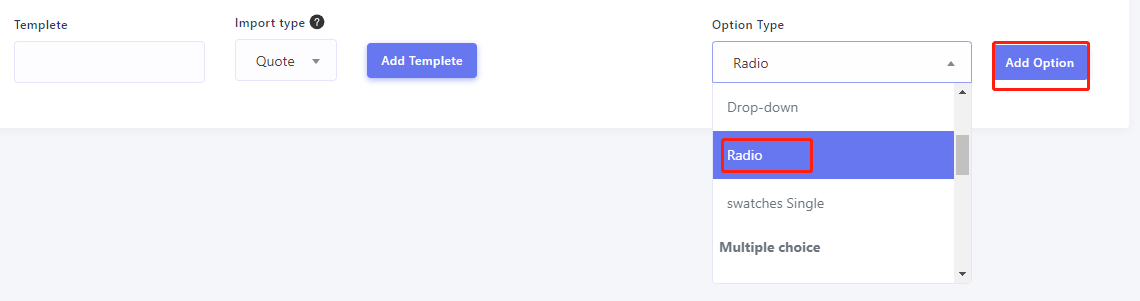 Templete
Import type ?
Option Type
Quote
Add Templete
Radio
Add Option
Drop-down
Radio
swatches Single
Multiple choice